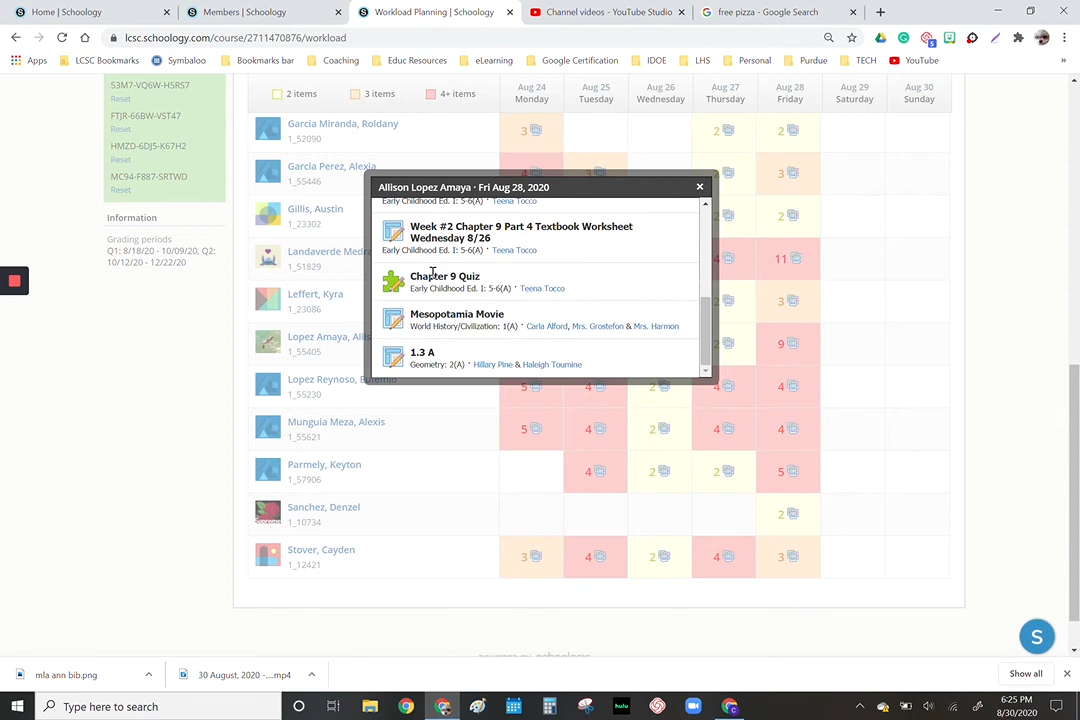 Home | Schoology
Members | Schoology
Workload Planning | Schoology
Channel videos - YouTube Studio
free pizza - Google Search
lcsc.schoology.com/course/2711470876/workload
Apps
LCSC Bookmarks
Symbaloo
Bookmarks bar
Coaching
Educ Resources
eLearning
Google Certification
IDOE
LHS
Personal
Purdue
TECH
YouTube
53M7-VQ6W-H5RS7
Reset
FTJR-66BW-VST47
Reset
HMZD-6DJ5-K67H2
Reset
MC94-F887-SRTWD
Reset
Information
Grading periods
Q1: 8/18/20 - 10/09/20, Q2:
10/12/20 - 12/22/20
2 items
3 items
4+ items
Aug 24
Monday
Aug 25
Tuesday
Aug 26
Wednesday
Aug 27
Thursday
Aug 28
Friday
Aug 29
Saturday
Aug 30
Sunday
Garcia Miranda, Roldany
1_52090
3 2 2
Garcia Perez, Alexia
1_55446
2 3
Gillis, Austin
1_23302
2 2
Landaverde Medra
1_51829
4 11
Leffert, Kyra
1_23086
2 3
Lopez Amaya, Allis
1_55405
2 9
Lopez Reynoso, Eufemio
1_55230
5 4 2 4 4
Munguia Meza, Alexis
1_55621
5 4 2 4 4
Parmely, Keyton
1_57906
4 2 2 5
Sanchez, Denzel
1_10734
2
Stover, Cayden
1_12421
3 4 2 4 3
Allison Lopez Amaya · Fri Aug 28, 2020
Early Childhood Ed. I: 5-6(A) · Teena Tocco
Week #2 Chapter 9 Part 4 Textbook Worksheet
Wednesday 8/26
Early Childhood Ed. I: 5-6(A) · Teena Tocco
Chapter 9 Quiz
Early Childhood Ed. I: 5-6(A) · Teena Tocco
Mesopotamia Movie
World History/Civilization: 1(A) · Carla Alford, Mrs. Grostefon & Mrs. Harmon
1.3 A
Geometry: 2(A) · Hillary Pine & Haleigh Toumine
S
mla ann bib.png
30 August, 2020 -....mp4
Show all
Type here to search
hulu
6:25 PM
8/30/2020